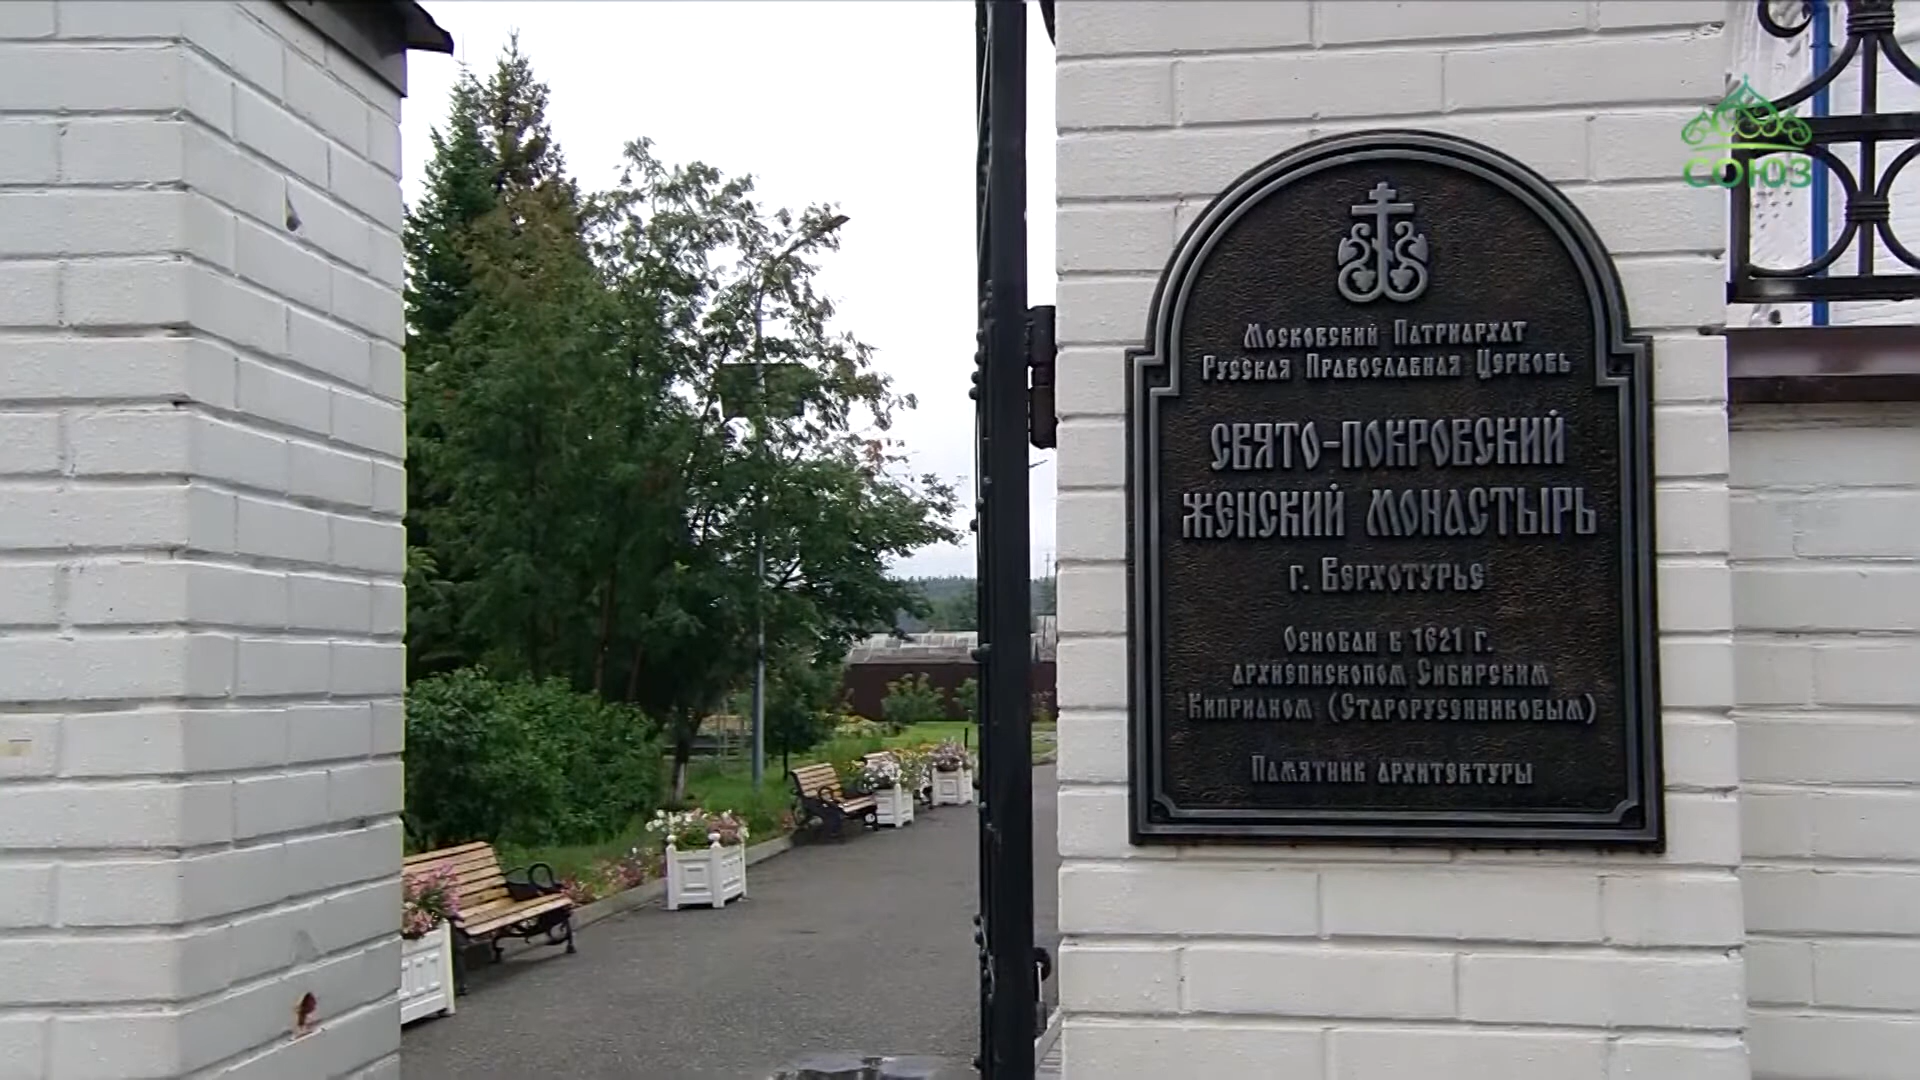 СОЮЗ
Московский Патриархат
Русская Православная Церковь
СВЯТО-ПОКРОВСКИЙ
ЖЕНСКИЙ МОНАСТЫРЬ
г. Верхотурье
Основан в 1621 г.
архиепископом Сибирским
Киприаном (Старорусенниковым)
Памятник архитектуры